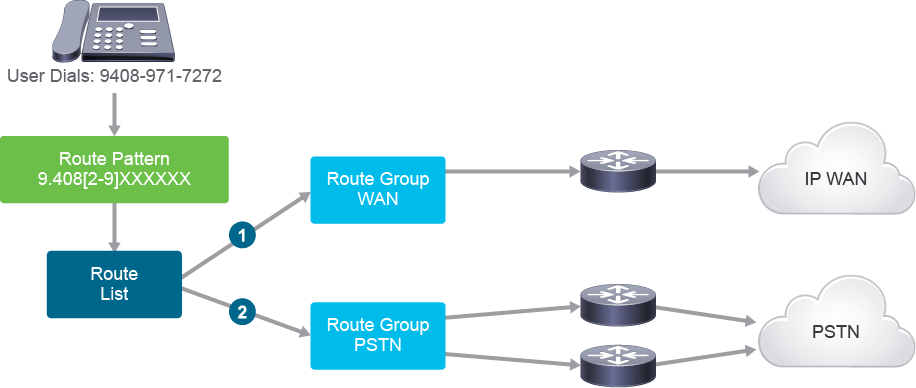 User Dials: 9408-971-7272
Route Pattern
9.408[2-9]XXXXXX
Route Group
WAN
IP WAN
1
Route
List
2
Route Group
PSTN
PSTN